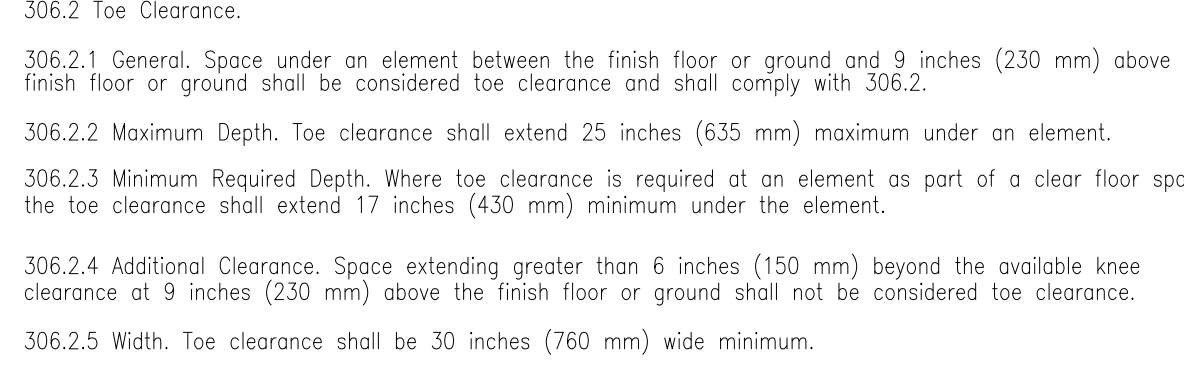 306.2 Toe Clearance.
306.2.1 General. Space under an element between the finish floor or ground and 9 inches (230 mm) above
finish floor or ground shall be considered toe clearance and shall comply with 306.2.
306.2.2 Maximum Depth. Toe clearance shall extend 25 inches (635 mm) maximum under an element.
306.2.3 Minimum Required Depth. Where toe clearance is required at an element as part of a clear floor
the toe clearance shall extend 17 inches (430 mm) minimum under the element.
306.2.4 Additional Clearance. Space extending greater than 6 inches (150 mm) beyond the available knee
clearance at 9 inches (230 mm) above the finish floor or ground shall not be considered toe clearance.
306.2.5 Width. Toe clearance shall be 30 inches (760 mm) wide minimum.